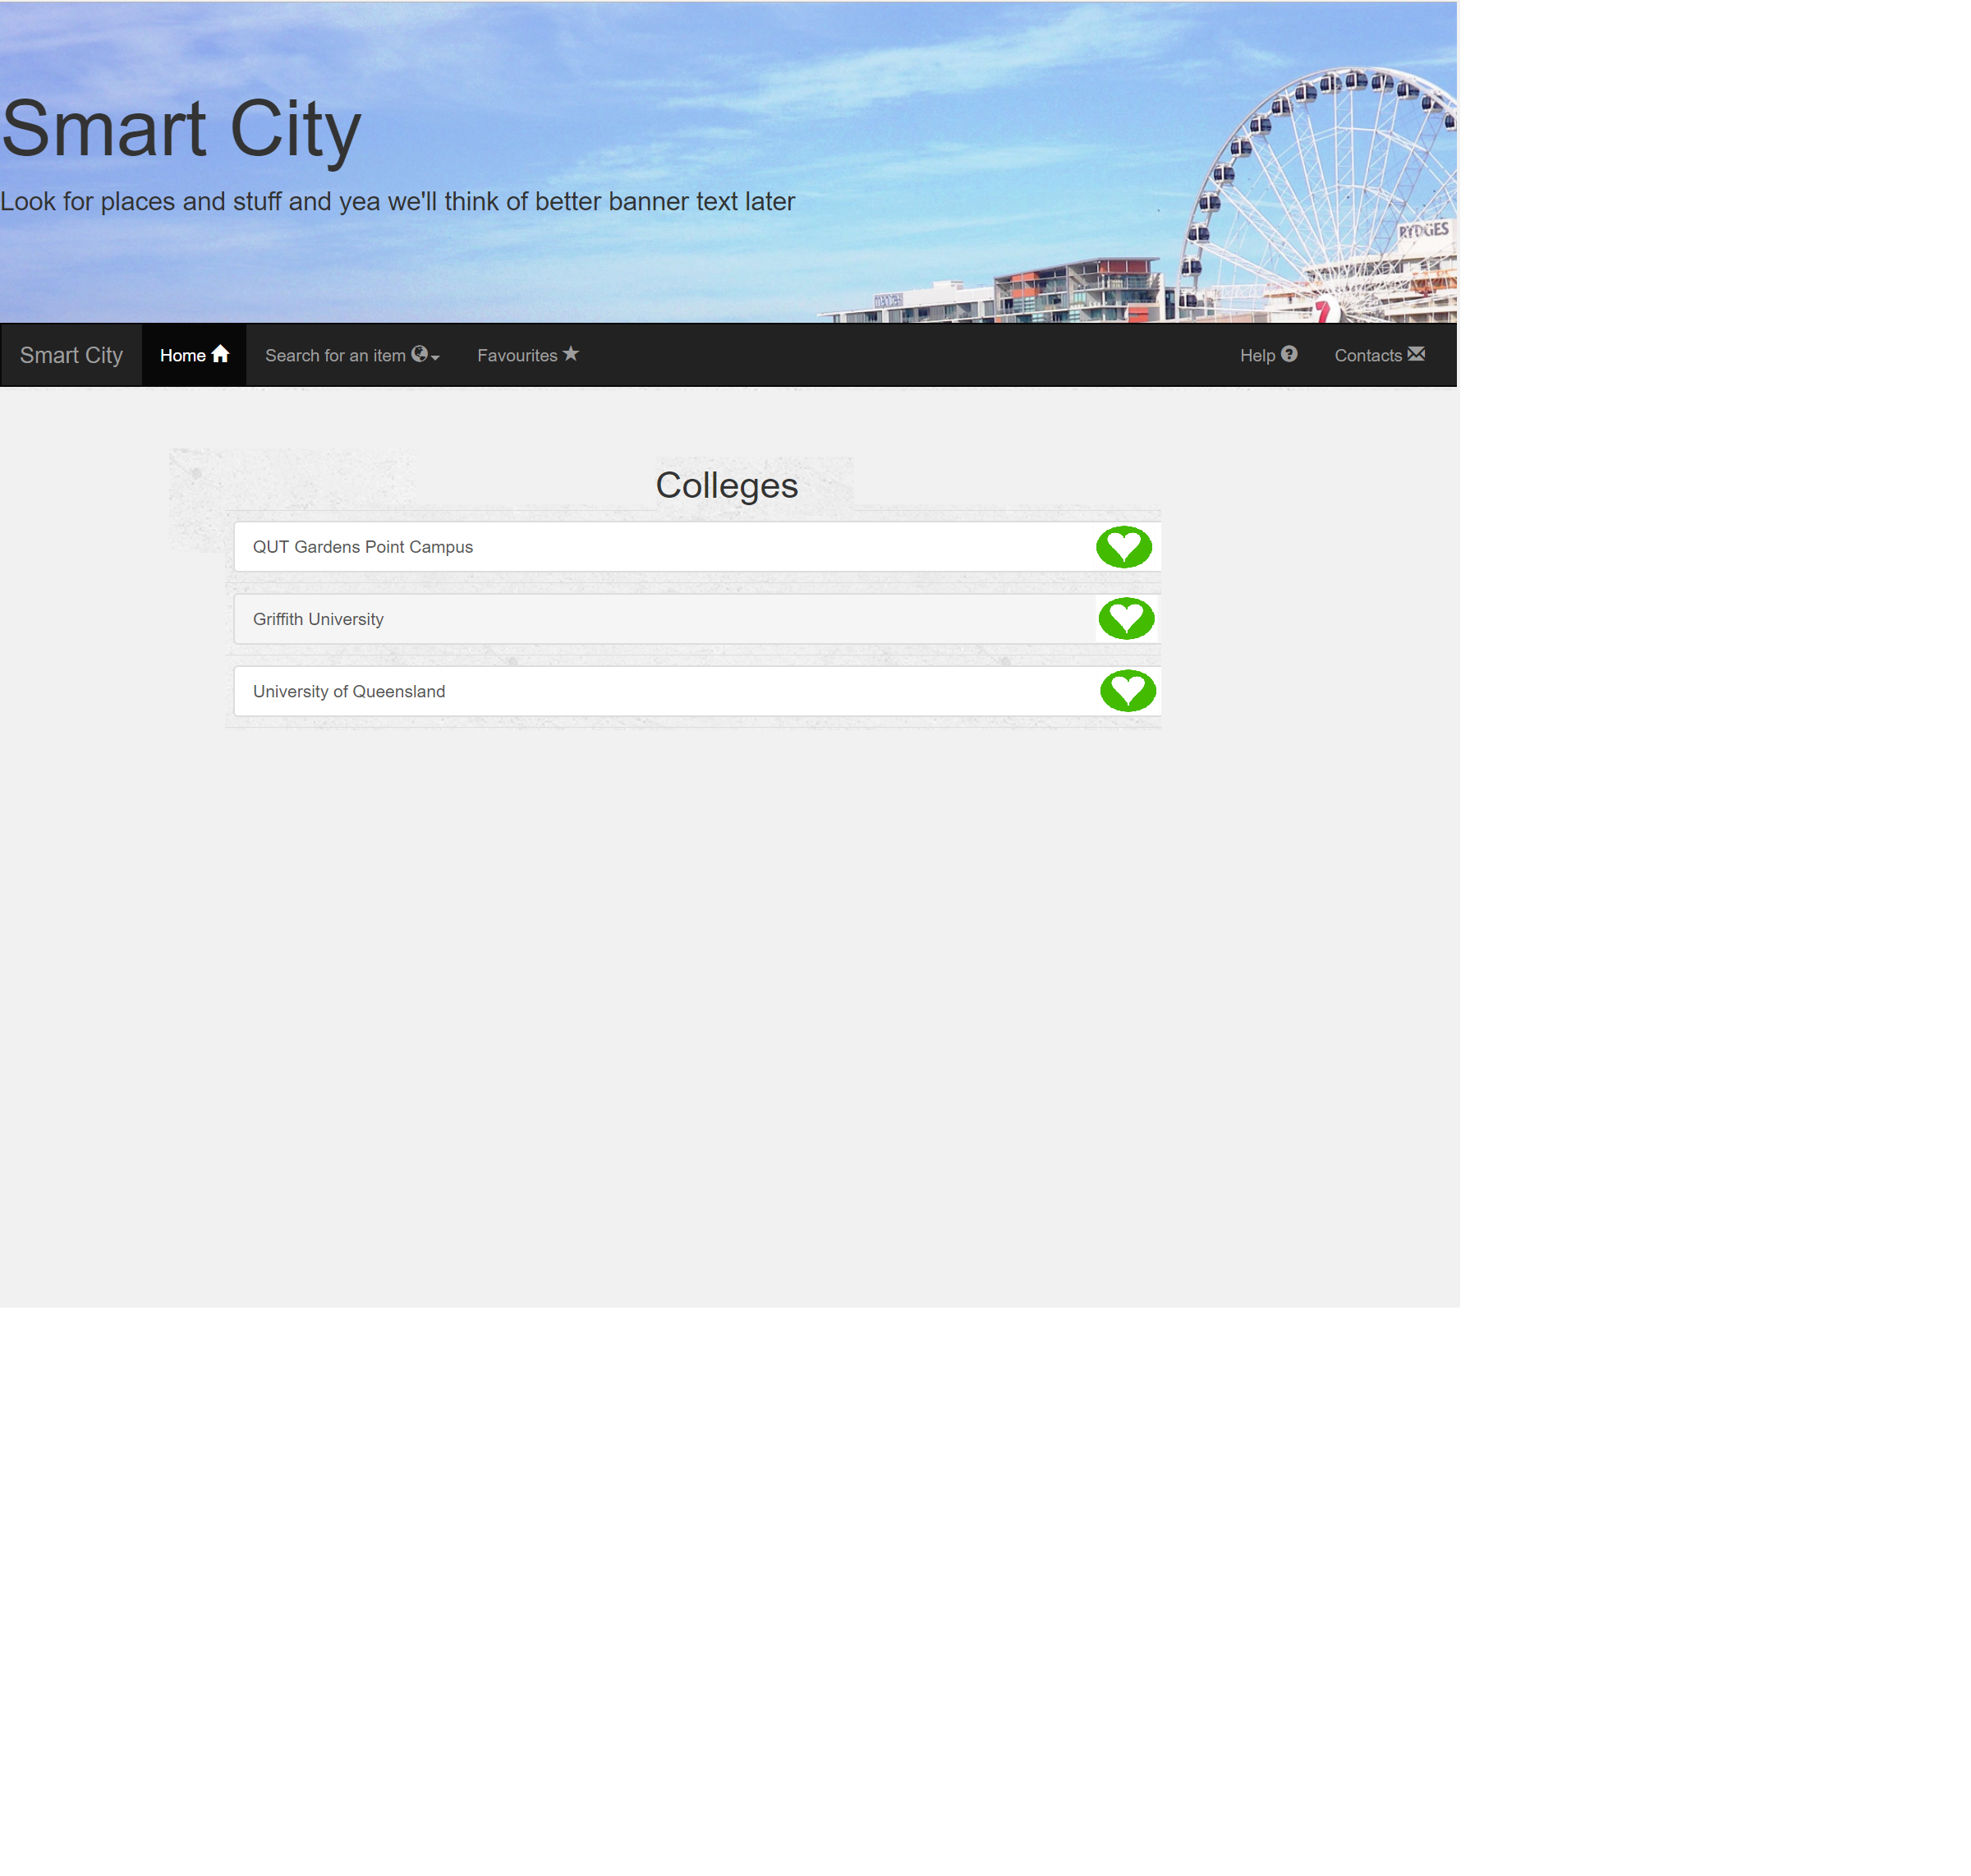 Smart City
Look for places and stuff and yea we'll think of better banner text later
RYDGES
Smart City Home Search for an item Favourites Help Contacts
Colleges
QUT Gardens Point Campus
Griffith University
University of Queensland